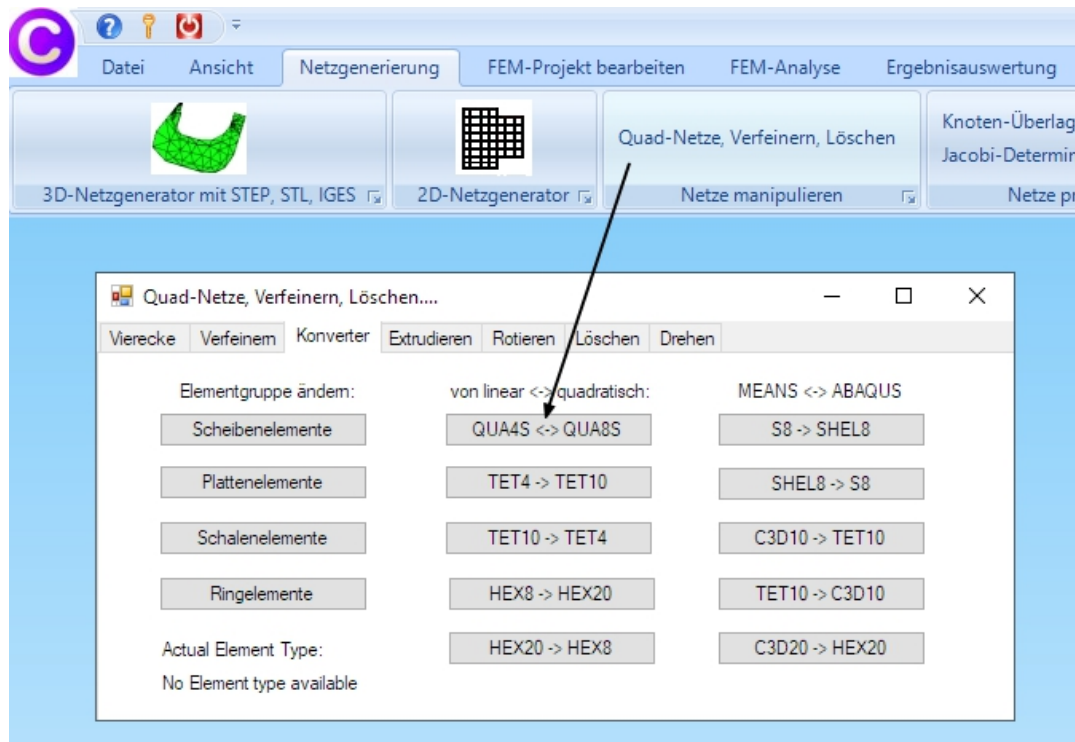 C
?
Datei Ansicht Netzgenerierung FEM-Projekt bearbeiten FEM-Analyse Ergebnisauswertung
Quad-Netze, Verfeinern, Löschen
Knoten-Überlag
Jacobi-Determin
3D-Netzgenerator mit STEP, STL, IGES 2D-Netzgenerator Netze manipulieren Netze pr
Quad-Netze, Verfeinern, Löschen....
Vierecke Verfeinern Konverter Extrudieren Rotieren Löschen Drehen
Elementgruppe ändern: von linear <-> quadratisch: MEANS <-> ABAQUS
Scheibenelemente QUA4S <-> QUA8S S8 -> SHEL8
Plattenelemente TET4 -> TET10 SHEL8 -> S8
Schalenelemente TET10 -> TET4 C3D10 -> TET10
Ringelemente HEX8 -> HEX20 TET10 -> C3D10
Actual Element Type: HEX20 -> HEX8 C3D20 -> HEX20
No Element type available